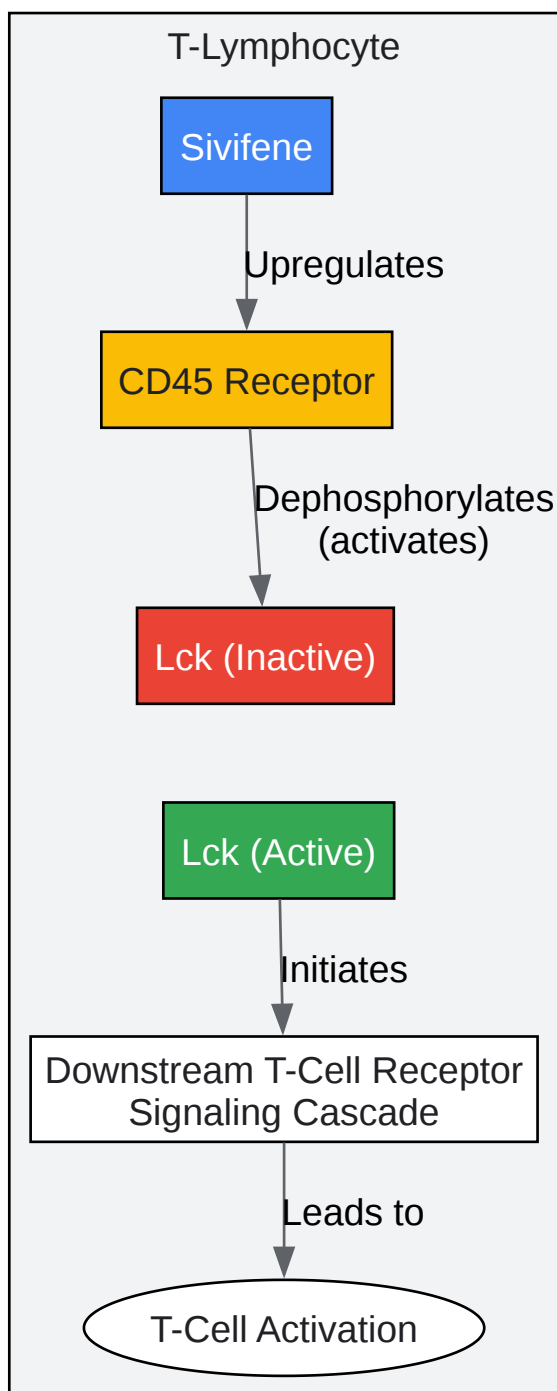 T-Lymphocyte
Sivifene
Upregulates
CD45 Receptor
Dephosphorylates
(activates)
Lck (Inactive)
Lck (Active)
Initiates
Downstream T-Cell Receptor
Signaling Cascade
Leads to
T-Cell Activation